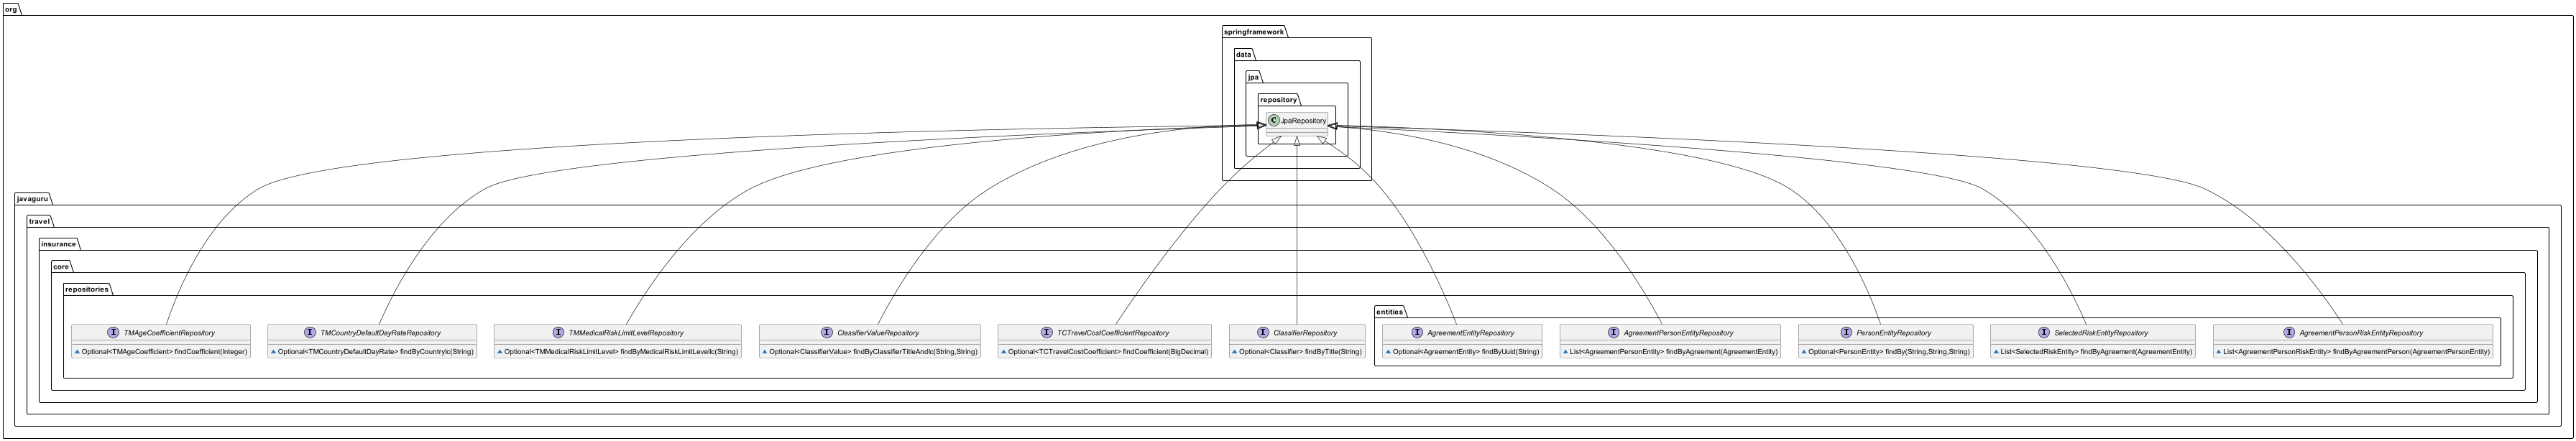 org
springframework
data
jpa
repository
C JpaRepository
javaguru
travel
insurance
core
repositories
entities
I TMAgeCoefficientRepository
Optional<TMAgeCoefficient> findCoefficient(Integer)
I TMCountryDefaultDayRateRepository
Optional<TMCountryDefaultDayRate> findByCountryIc(String)
I TMMedicalRiskLimitLevelRepository
Optional<TMMedicalRiskLimitLevel> findByMedicalRiskLimitLevelIc(String)
I ClassifierValueRepository
Optional<ClassifierValue> findByClassifierTitleAndIc(String,String)
I TCTravelCostCoefficientRepository
Optional<TCTravelCostCoefficient> findCoefficient(BigDecimal)
I ClassifierRepository
Optional<Classifier> findByTitle(String)
I AgreementEntityRepository
Optional<AgreementEntity> findByUuid(String)
I AgreementPersonEntityRepository
List<AgreementPersonEntity> findByAgreement(AgreementEntity)
I PersonEntityRepository
Optional<PersonEntity> findBy(String,String,String)
I SelectedRiskEntityRepository
List<SelectedRiskEntity> findByAgreement(AgreementEntity)
I AgreementPersonRiskEntityRepository
List<AgreementPersonRiskEntity> findByAgreementPerson(AgreementPersonEntity)